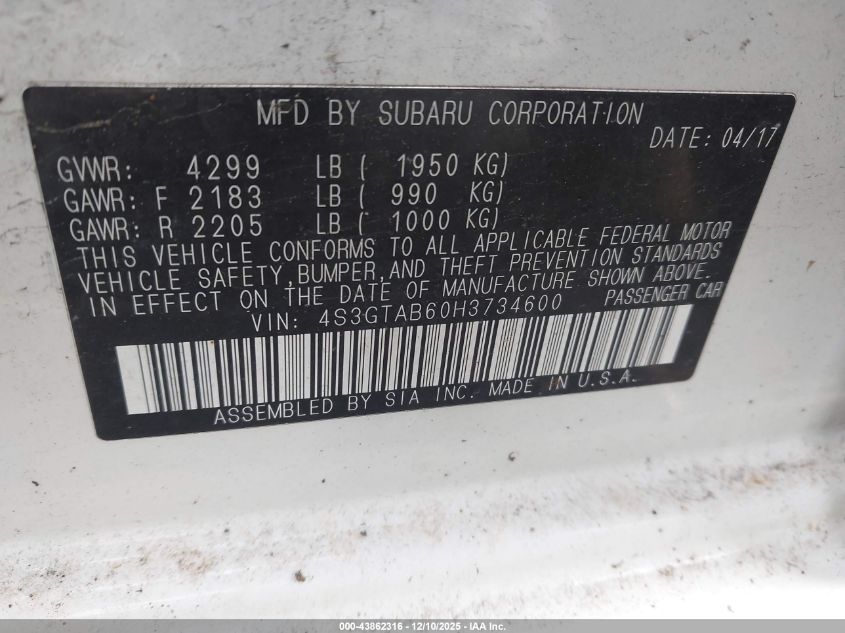 MFD BY SUBARU CORPORATION
DATE: 04/17
GVWR: 4299 LB ( 1950 KG)
GAWR: F 2183 LB ( 990 KG)
GAWR: R 2205 LB ( 1000 KG)
THIS VEHICLE CONFORMS TO ALL APPLICABLE FEDERAL MOTOR
VEHICLE SAFETY,BUMPER,AND THEFT PREVENTION STANDARDS
IN EFFECT ON THE DATE OF MANUFACTURE SHOWN ABOVE.
VIN: 4S3GTAB60H3734600 PASSENGER CAR
ASSEMBLED BY SIA INC. MADE IN U.S.A.
000-43862316 - 12/10/2025 - IAA Inc.